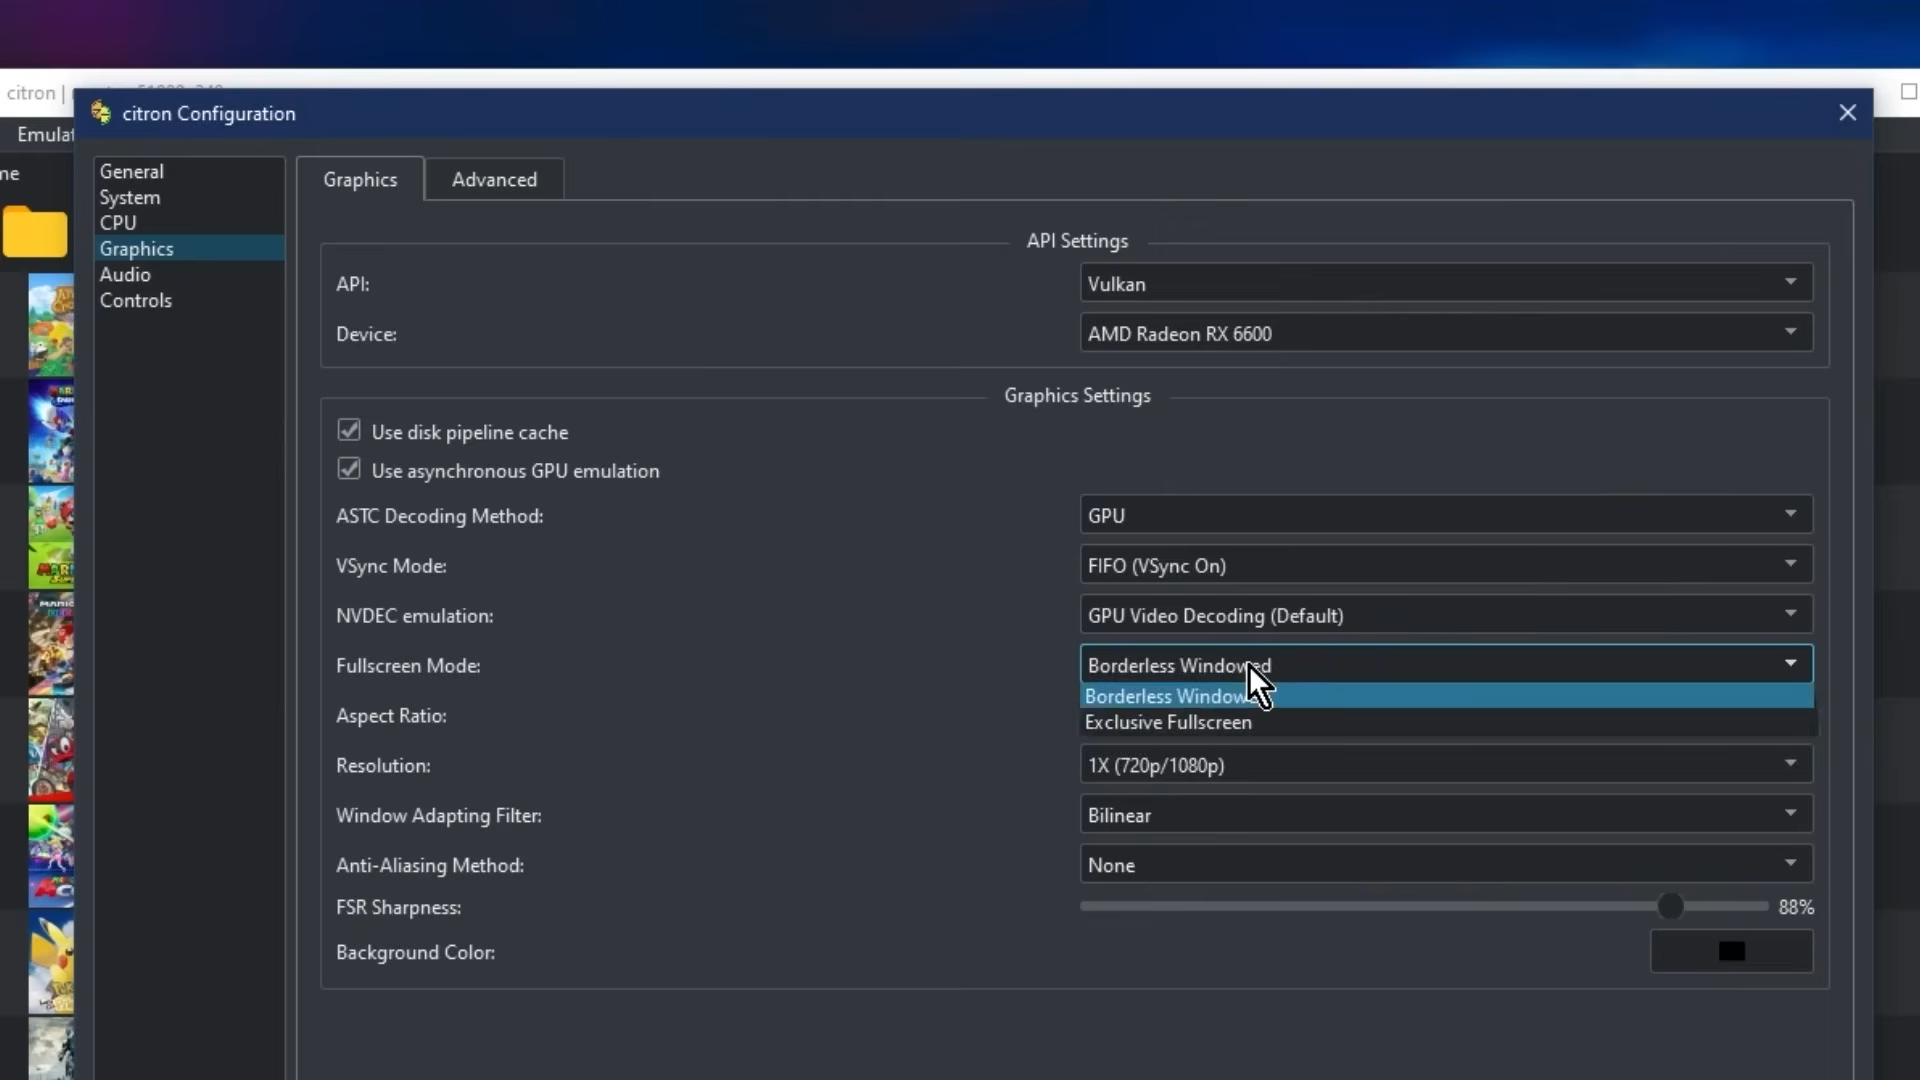 citron |
citron Configuration
Emulat
me
General
System
CPU
Graphics
Audio
Controls
Graphics
Advanced
API Settings
API:
Vulkan
Device:
AMD Radeon RX 6600
Graphics Settings
Use disk pipeline cache
Use asynchronous GPU emulation
ASTC Decoding Method:
GPU
VSync Mode:
FIFO (VSync On)
NVDEC emulation:
GPU Video Decoding (Default)
Fullscreen Mode:
Borderless Windowed
Borderless Window
Exclusive Fullscreen
Aspect Ratio:
Resolution:
1X (720p/1080p)
Window Adapting Filter:
Bilinear
Anti-Aliasing Method:
None
FSR Sharpness:
88%
Background Color: